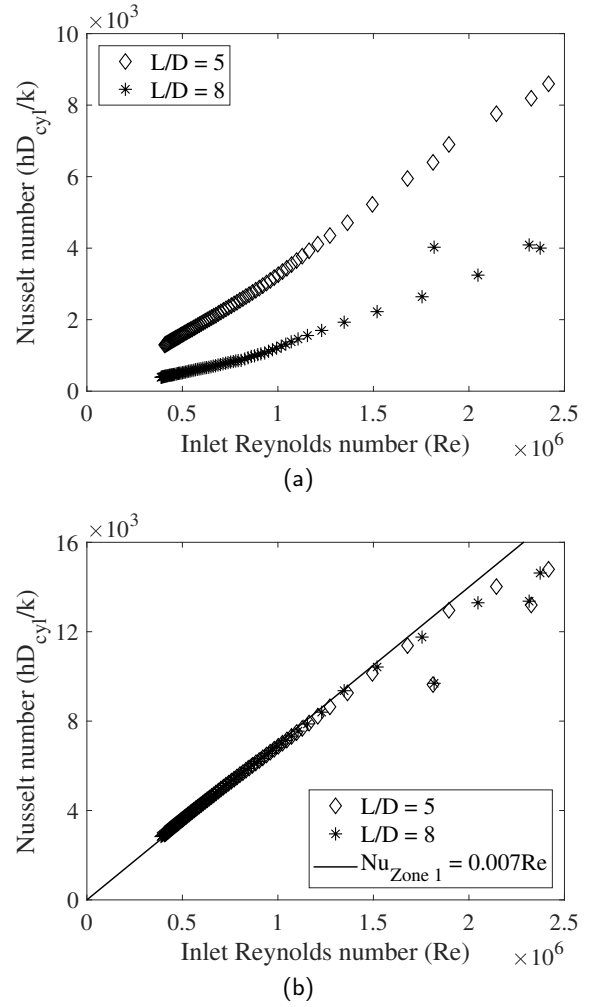 ×10³
10
8
6
4
2
0
Nusselt number (hD_cyl/k)
L/D = 5
L/D = 8
0 0.5 1 1.5 2 2.5
Inlet Reynolds number (Re) ×10⁶
(a)
×10³
16
12
8
4
0
Nusselt number (hD_cyl/k)
L/D = 5
L/D = 8
Nu_Zone 1 = 0.007Re
0 0.5 1 1.5 2 2.5
Inlet Reynolds number (Re) ×10⁶
(b)